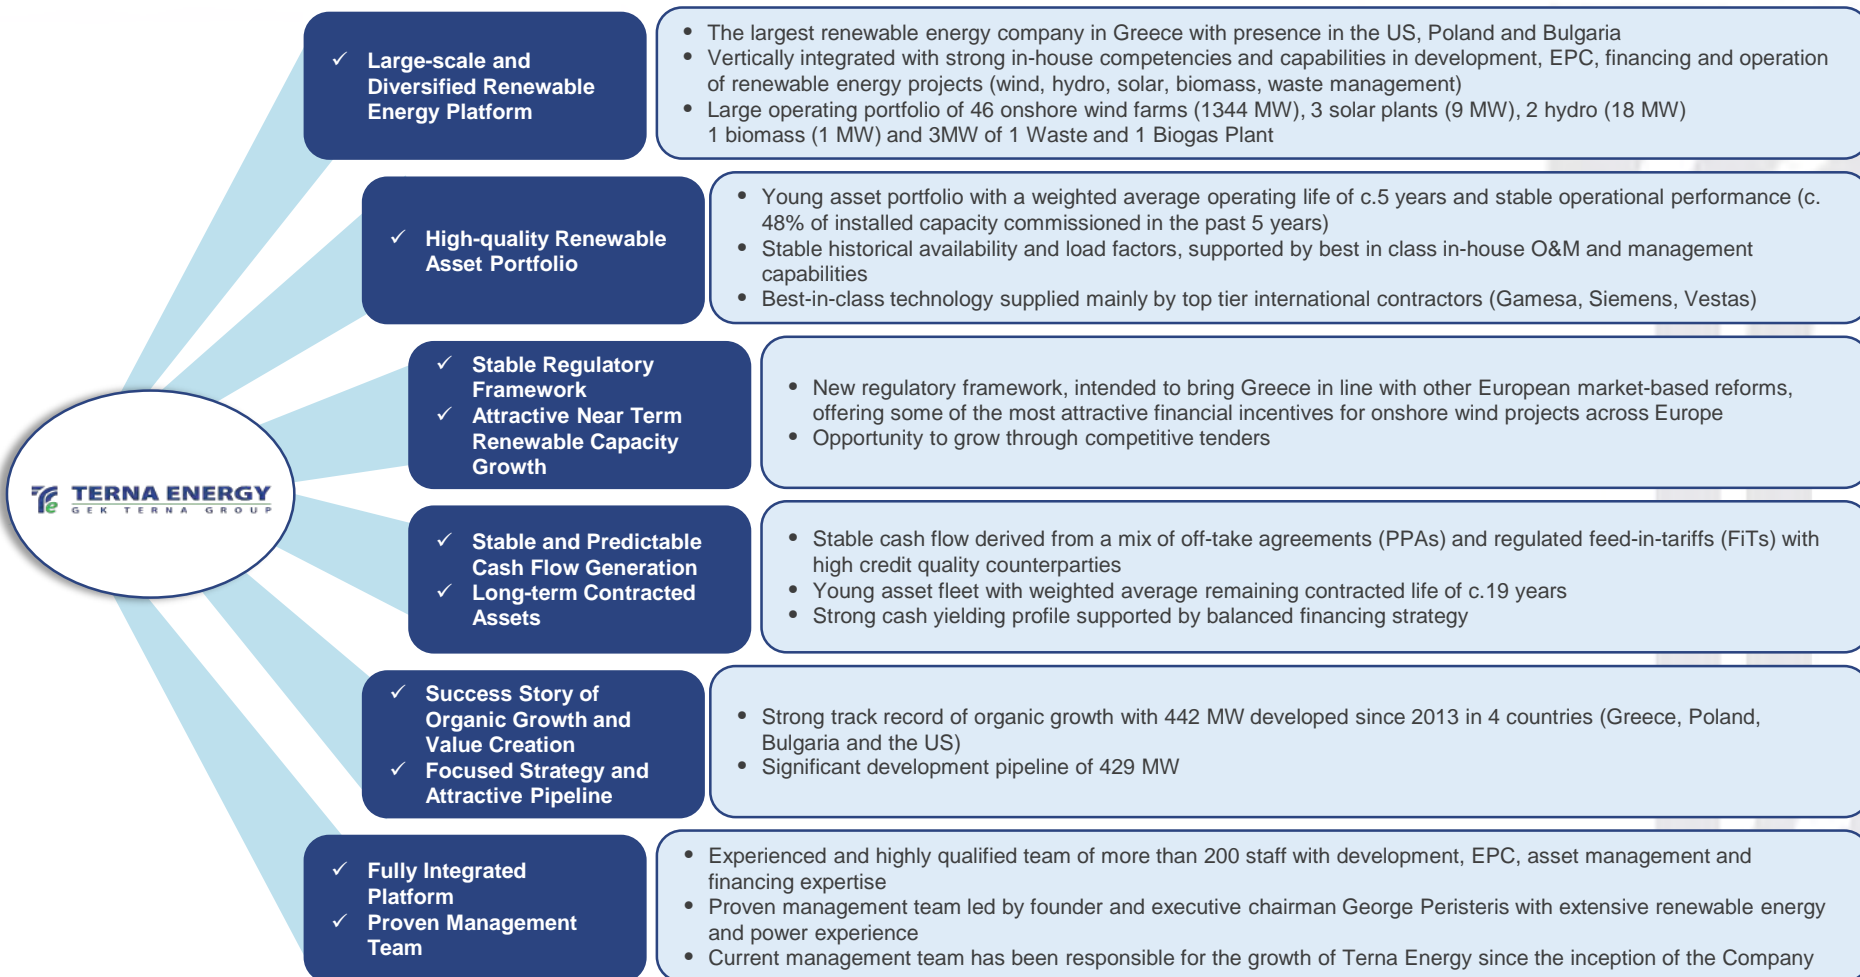 ✓ Large-scale and
Diversified Renewable
Energy Platform
• The largest renewable energy company in Greece with presence in the US, Poland and Bulgaria
• Vertically integrated with strong in-house competencies and capabilities in development, EPC, financing and operation
of renewable energy projects (wind, hydro, solar, biomass, waste management)
• Large operating portfolio of 46 onshore wind farms (1344 MW), 3 solar plants (9 MW), 2 hydro (18 MW)
1 biomass (1 MW) and 3MW of 1 Waste and 1 Biogas Plant
✓ High-quality Renewable
Asset Portfolio
• Young asset portfolio with a weighted average operating life of c.5 years and stable operational performance (c.
48% of installed capacity commissioned in the past 5 years)
• Stable historical availability and load factors, supported by best in class in-house O&M and management
capabilities
• Best-in-class technology supplied mainly by top tier international contractors (Gamesa, Siemens, Vestas)
✓ Stable Regulatory
Framework
✓ Attractive Near Term
Renewable Capacity
Growth
• New regulatory framework, intended to bring Greece in line with other European market-based reforms,
offering some of the most attractive financial incentives for onshore wind projects across Europe
• Opportunity to grow through competitive tenders
TERNA ENERGY
GEK TERNA GROUP
✓ Stable and Predictable
Cash Flow Generation
✓ Long-term Contracted
Assets
• Stable cash flow derived from a mix of off-take agreements (PPAs) and regulated feed-in-tariffs (FiTs) with
high credit quality counterparties
• Young asset fleet with weighted average remaining contracted life of c.19 years
• Strong cash yielding profile supported by balanced financing strategy
✓ Success Story of
Organic Growth and
Value Creation
✓ Focused Strategy and
Attractive Pipeline
• Strong track record of organic growth with 442 MW developed since 2013 in 4 countries (Greece, Poland,
Bulgaria and the US)
• Significant development pipeline of 429 MW
✓ Fully Integrated
Platform
✓ Proven Management
Team
• Experienced and highly qualified team of more than 200 staff with development, EPC, asset management and
financing expertise
• Proven management team led by founder and executive chairman George Peristeris with extensive renewable energy
and power experience
• Current management team has been responsible for the growth of Terna Energy since the inception of the Company